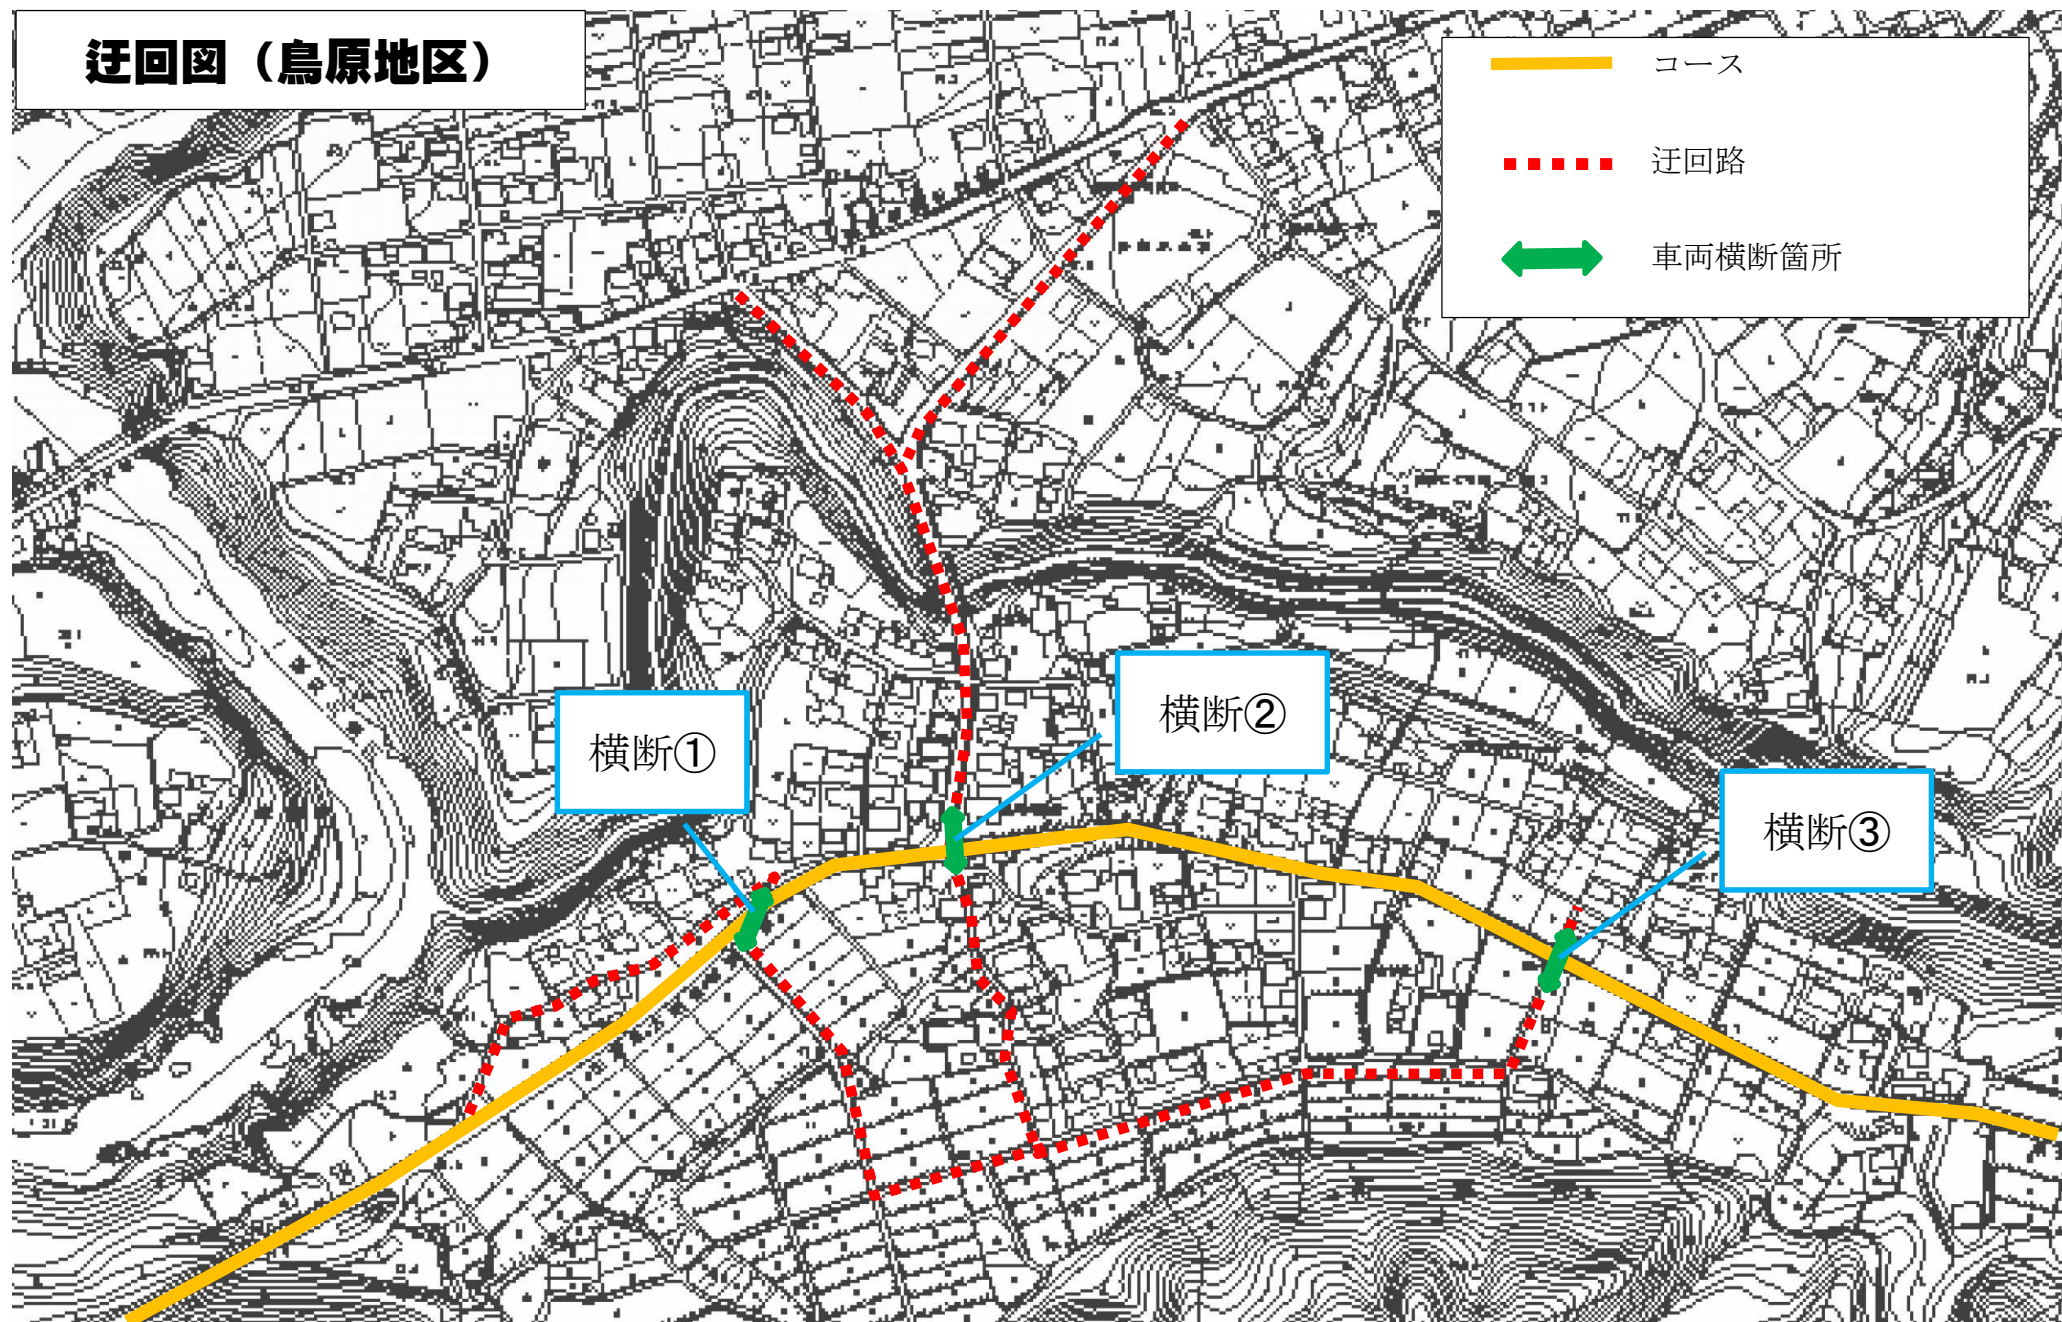 迂回図（鳥原地区）
コース
迂回路
車両横断箇所
横断②
横断①
横断③